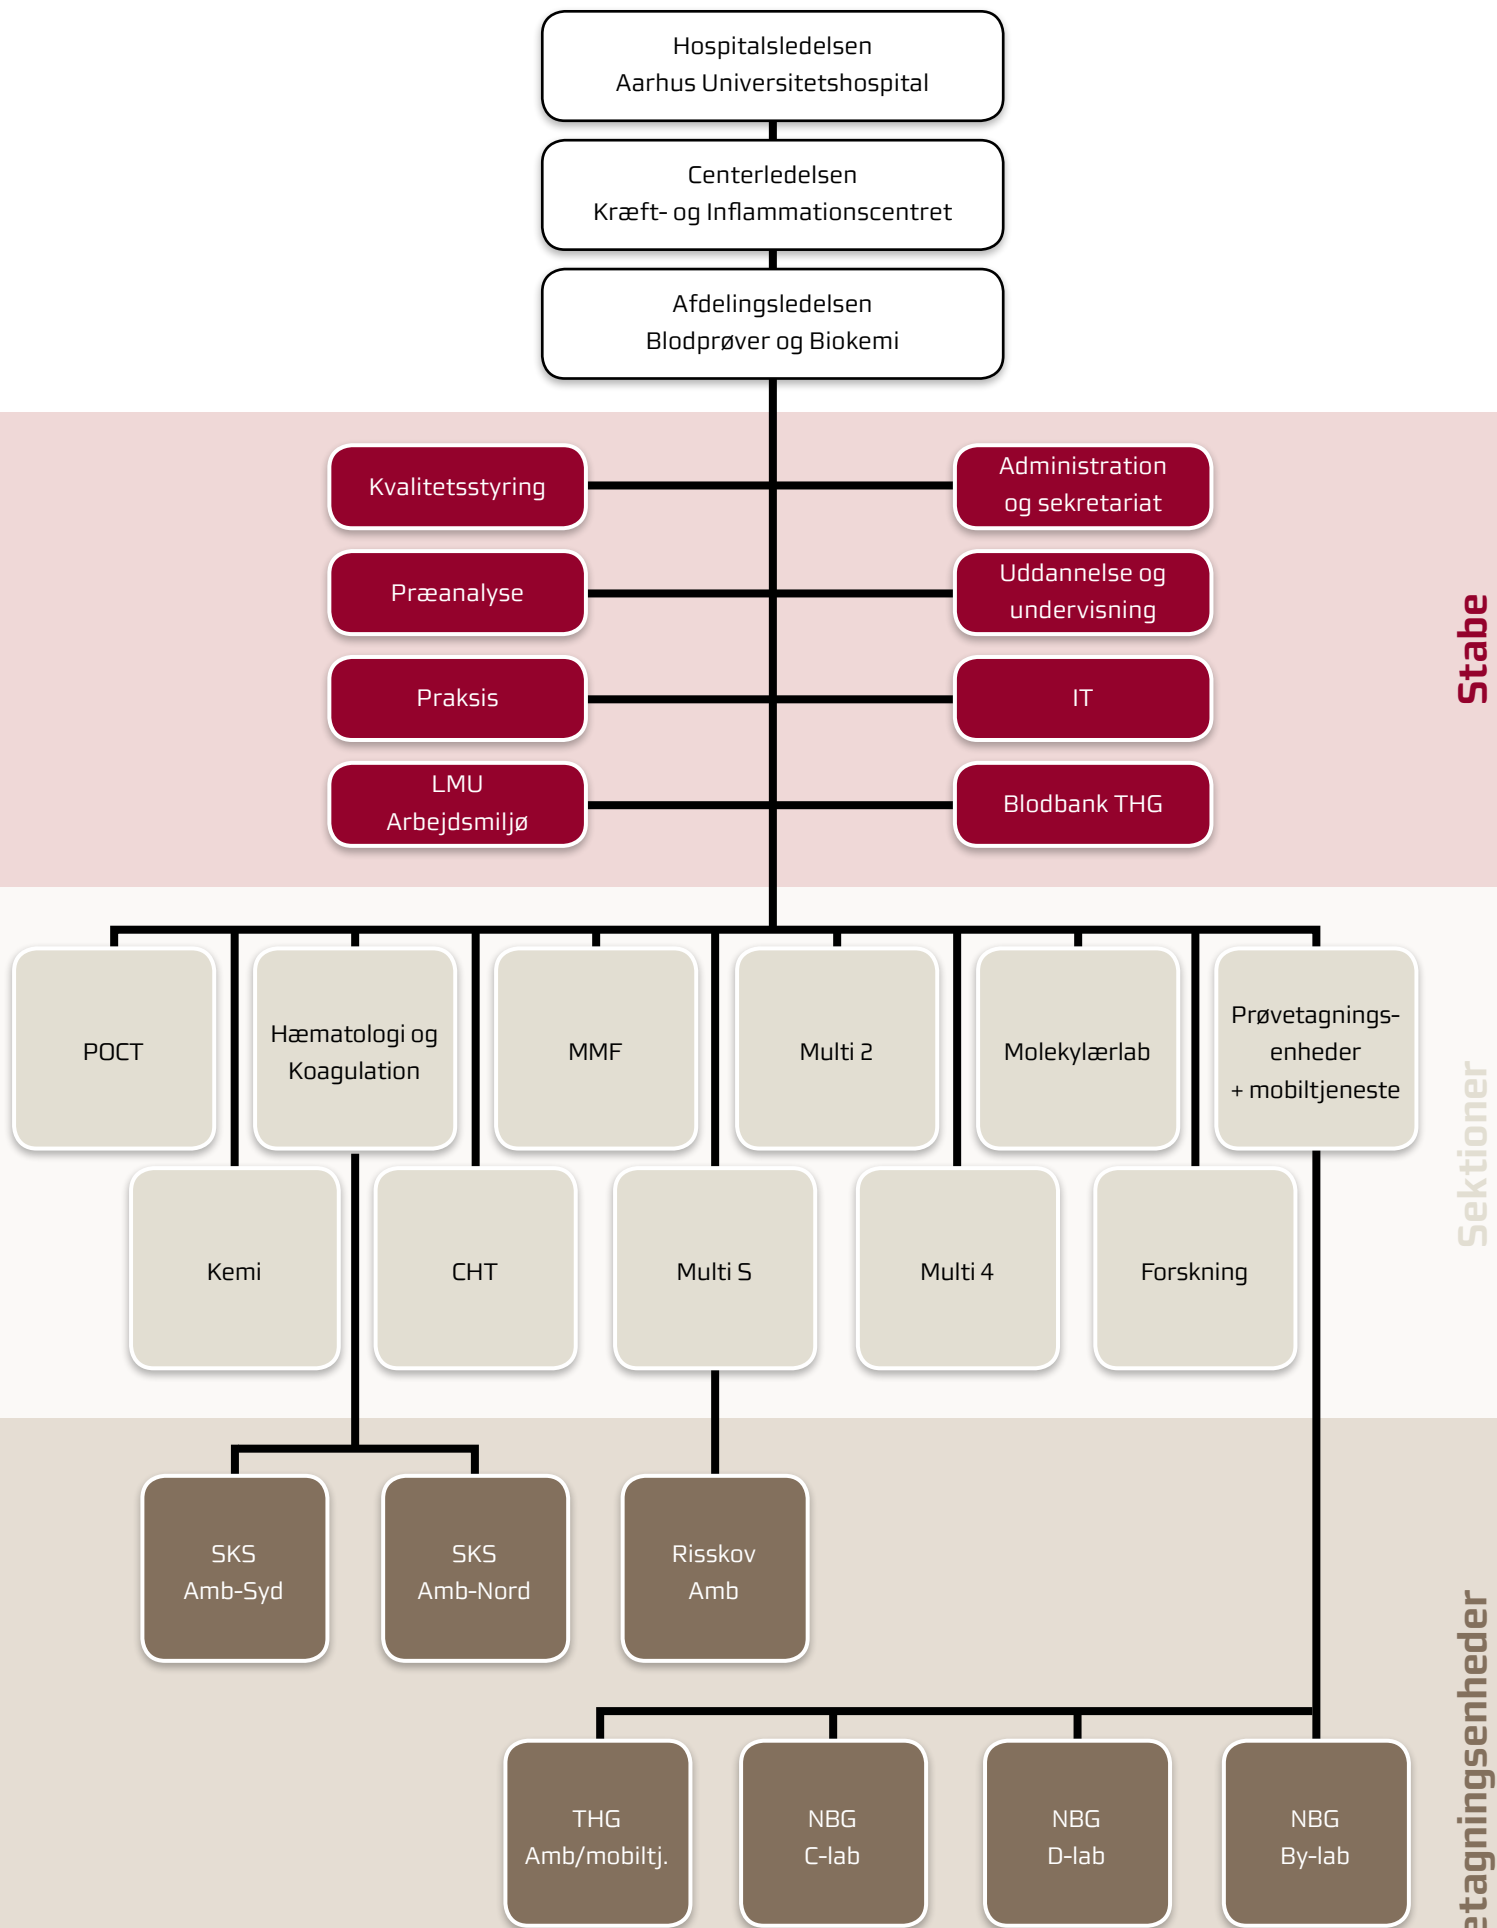 Hospitalsledelsen
Aarhus Universitetshospital
Centerledelsen
Kræft- og Inflammationscentret
Afdelingsledelsen
Blodprøver og Biokemi
Kvalitetsstyring
Administration
og sekretariat
Præanalyse
Uddannelse og
undervisning
Praksis
IT
LMU
Arbejdsmiljø
Blodbank THG
Stabe
POCT
Hæmatologi og
Koagulation
MMF
Multi 2
Molekylærlab
Prøvetagnings-
enheder
+ mobiltjeneste
Kemi
CHT
Multi S
Multi 4
Forskning
Sektioner
SKS
Amb-Syd
SKS
Amb-Nord
Risskov
Amb
THG
Amb/mobiltj.
NBG
C-lab
NBG
D-lab
NBG
By-lab
etagningsenheder